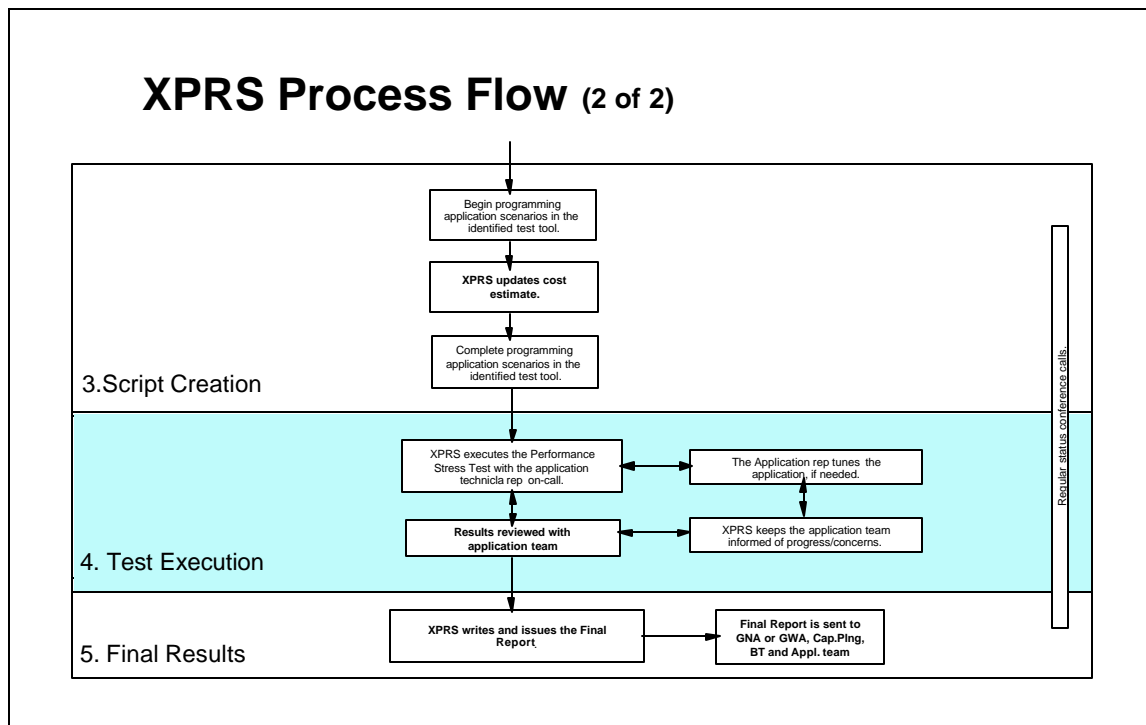 XPRS Process Flow (2 of 2)
Begin programming
application scenarios in the
identified test tool.
XPRS updates cost
estimate.
Complete programming
application scenarios in the
identified test tool.
3.Script Creation
XPRS executes the Performance
Stress Test with the application
technicla rep on-call.
The Application rep tunes the
application, if needed.
Results reviewed with
application team
XPRS keeps the application team
informed of progress/concerns.
4. Test Execution
XPRS writes and issues the Final
Report.
Final Report is sent to
GNA or GWA, Cap.Plng,
BT and Appl. team
5. Final Results
Regular status conference calls.